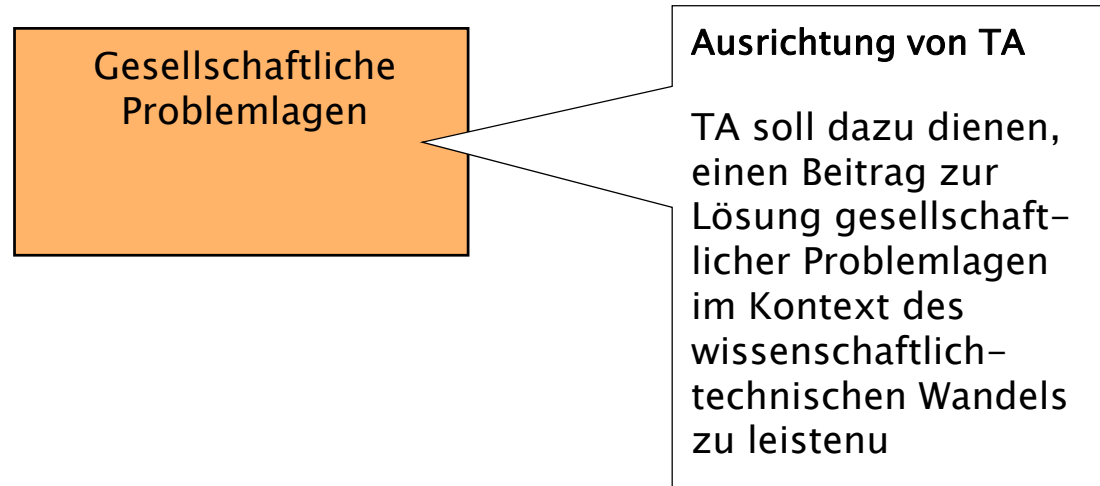 Gesellschaftliche
Problemlagen
Ausrichtung von TA
TA soll dazu dienen,
einen Beitrag zur
Lösung gesellschaft-
licher Problemlagen
im Kontext des
wissenschaftlich-
technischen Wandels
zu leistenu